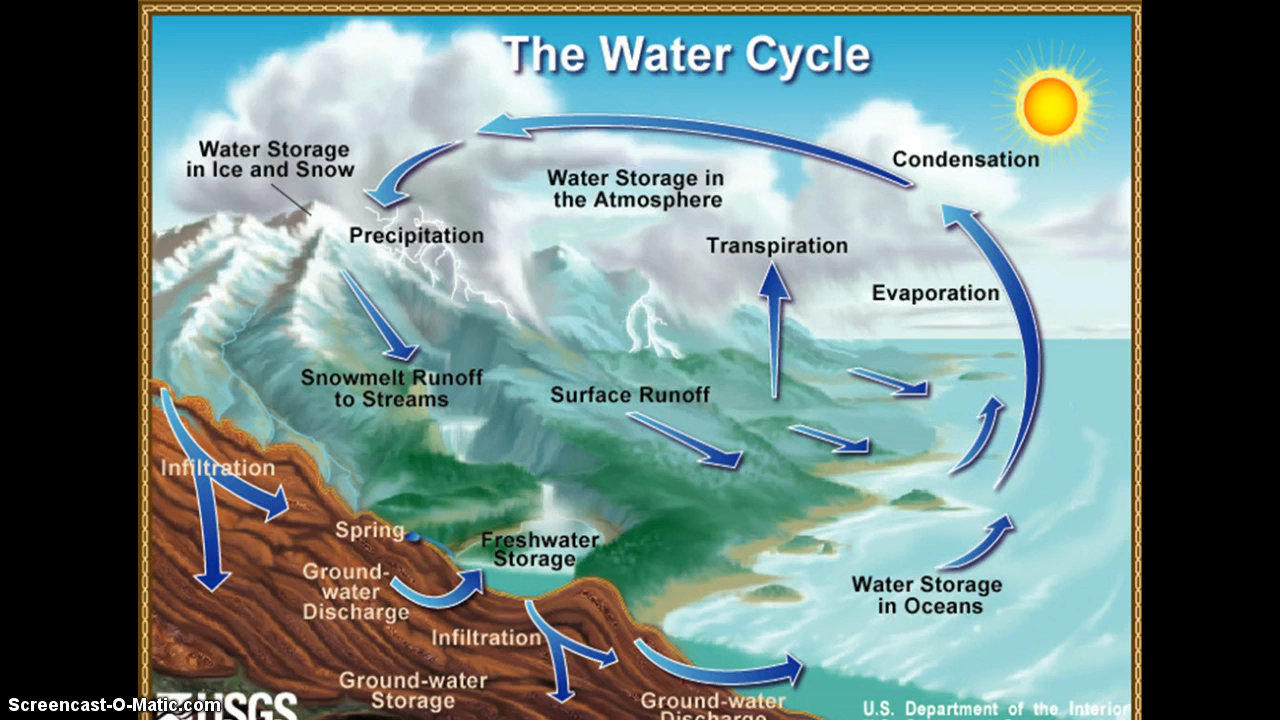 The Water Cycle
Water Storage
in Ice and Snow
Condensation
Water Storage in
the Atmosphere
Precipitation
Transpiration
Evaporation
Snowmelt Runoff
to Streams
Surface Runoff
Infiltration
Spring
Freshwater
Storage
Ground-
water
Discharge
Water Storage
in Oceans
Infiltration
Ground-water
Storage
Ground-water
Discharge
USGS
U.S. Department of the Interior
Screencast-O-Matic.com